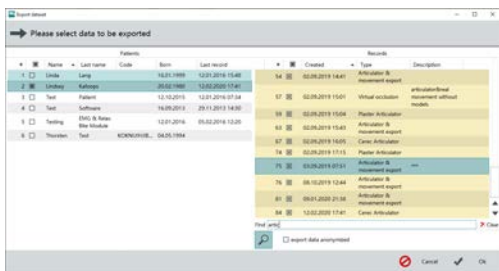 Export dataset
Please select data to be exported
Patients
Name Last name Code Born Last record
1 Linda Lang 16.01.1999 12.01.2016 15:48
2 Lindsey Kaloops 20.02.1980 12.02.2020 17:41
3 Test Patient 12.10.2015 12.01.2016 07:34
4 Test Software 16.09.2013 29.11.2013 14:30
5 Testing EMG & Relax Bite Module 12.01.2016 05.02.2016 12:20
6 Thorsten Test 04.05.1994
Records
Created Type Description
54 02.09.2019 14:41 Articulator & movement export
57 02.09.2019 15:01 Virtual occlusion articulator&real movement without models
59 02.09.2019 15:04 Plaster Articulator
63 02.09.2019 15:43 Articulator & movement export
67 02.09.2019 16:05 Cerec Articulator
74 02.09.2019 17:15 Plaster Articulator
75 03.09.2019 07:51 Articulator & movement export
76 08.10.2019 12:44 Articulator & movement export
81 09.01.2020 21:58 Articulator & movement export
84 12.02.2020 17:41 Cerec Articulator
Find artic Clear
export data anonymized
Cancel Ok